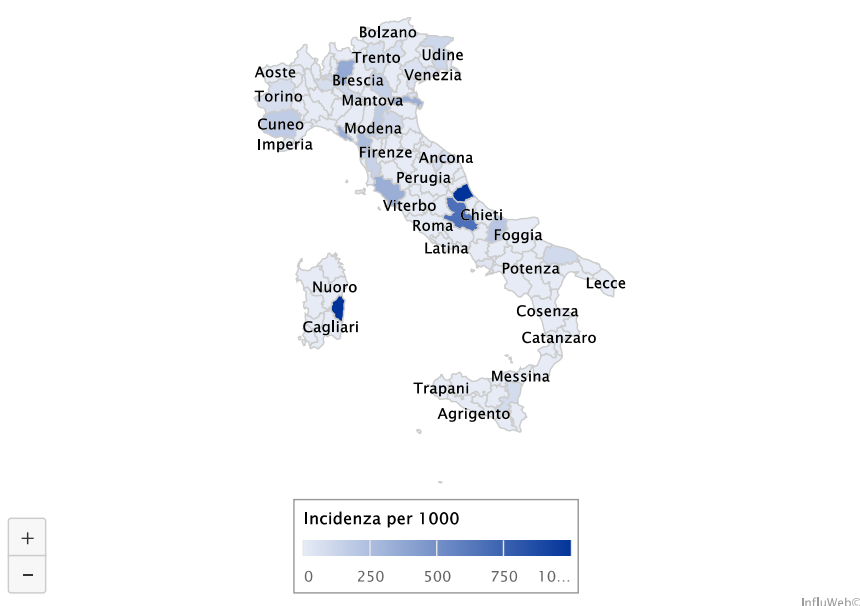 Bolzano
Trento
Udine
Aoste
Brescia
Venezia
Torino
Mantova
Cuneo
Modena
Imperia
Firenze
Ancona
Perugia
Viterbo
Chieti
Roma
Foggia
Latina
Potenza
Nuoro
Lecce
Cosenza
Cagliari
Catanzaro
Messina
Trapani
Agrigento
Incidenza per 1000
0 250 500 750 10...
+
−
InfluWeb©